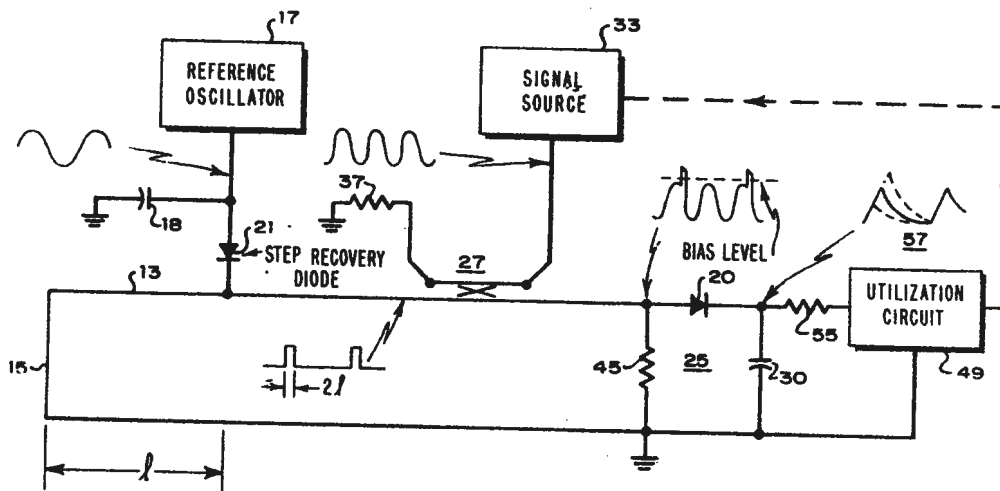 17
33
REFERENCE
OSCILLATOR
SIGNAL
SOURCE
37
18
21
STEP RECOVERY
DIODE
27
BIAS LEVEL
57
13
20
UTILIZATION
CIRCUIT
55
15
2l
45
25
30
49
l